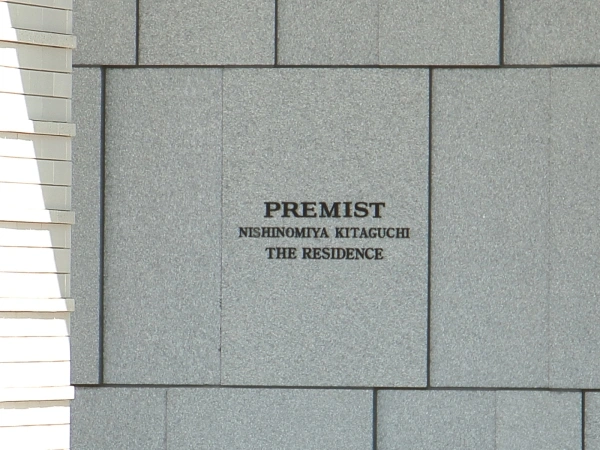 PREMIST
NISHINOMIYA KITAGUCHI
THE RESIDENCE